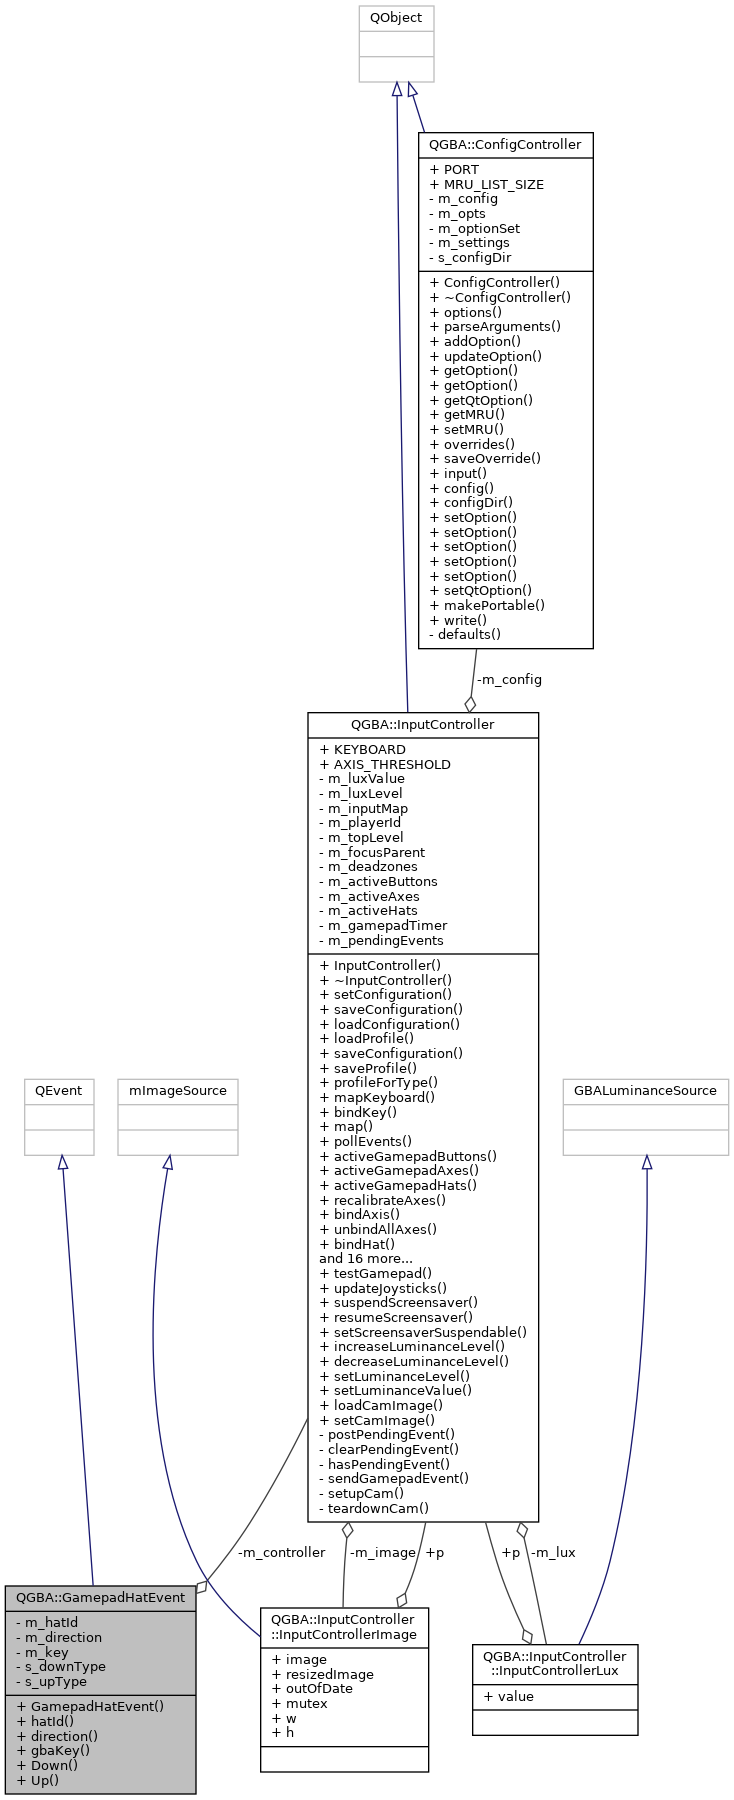 QObject
QGBA::ConfigController
+ PORT
+ MRU_LIST_SIZE
- m_config
- m_opts
- m_optionSet
- m_settings
- s_configDir
+ ConfigController()
+ ~ConfigController()
+ options()
+ parseArguments()
+ addOption()
+ updateOption()
+ getOption()
+ getOption()
+ getQtOption()
+ getMRU()
+ setMRU()
+ overrides()
+ saveOverride()
+ input()
+ config()
+ configDir()
+ setOption()
+ setOption()
+ setOption()
+ setOption()
+ setOption()
+ setQtOption()
+ makePortable()
+ write()
- defaults()
-m_config
QGBA::InputController
+ KEYBOARD
+ AXIS_THRESHOLD
- m_luxValue
- m_luxLevel
- m_inputMap
- m_playerId
- m_topLevel
- m_focusParent
- m_deadzones
- m_activeButtons
- m_activeAxes
- m_activeHats
- m_gamepadTimer
- m_pendingEvents
+ InputController()
+ ~InputController()
+ setConfiguration()
+ saveConfiguration()
+ loadConfiguration()
+ loadProfile()
+ saveConfiguration()
+ saveProfile()
+ profileForType()
+ mapKeyboard()
+ bindKey()
+ map()
+ pollEvents()
+ activeGamepadButtons()
+ activeGamepadAxes()
+ activeGamepadHats()
+ recalibrateAxes()
+ bindAxis()
+ unbindAllAxes()
+ bindHat()
and 16 more...
+ testGamepad()
+ updateJoysticks()
+ suspendScreensaver()
+ resumeScreensaver()
+ setScreensaverSuspendable()
+ increaseLuminanceLevel()
+ decreaseLuminanceLevel()
+ setLuminanceLevel()
+ setLuminanceValue()
+ loadCamImage()
+ setCamImage()
- postPendingEvent()
- clearPendingEvent()
- hasPendingEvent()
- sendGamepadEvent()
- setupCam()
- teardownCam()
QEvent
mImageSource
GBALuminanceSource
-m_controller
-m_image
+p
+p
-m_lux
QGBA::GamepadHatEvent
- m_hatId
- m_direction
- m_key
- s_downType
- s_upType
+ GamepadHatEvent()
+ hatId()
+ direction()
+ gbaKey()
+ Down()
+ Up()
QGBA::InputController
::InputControllerImage
+ image
+ resizedImage
+ outOfDate
+ mutex
+ w
+ h
QGBA::InputController
::InputControllerLux
+ value